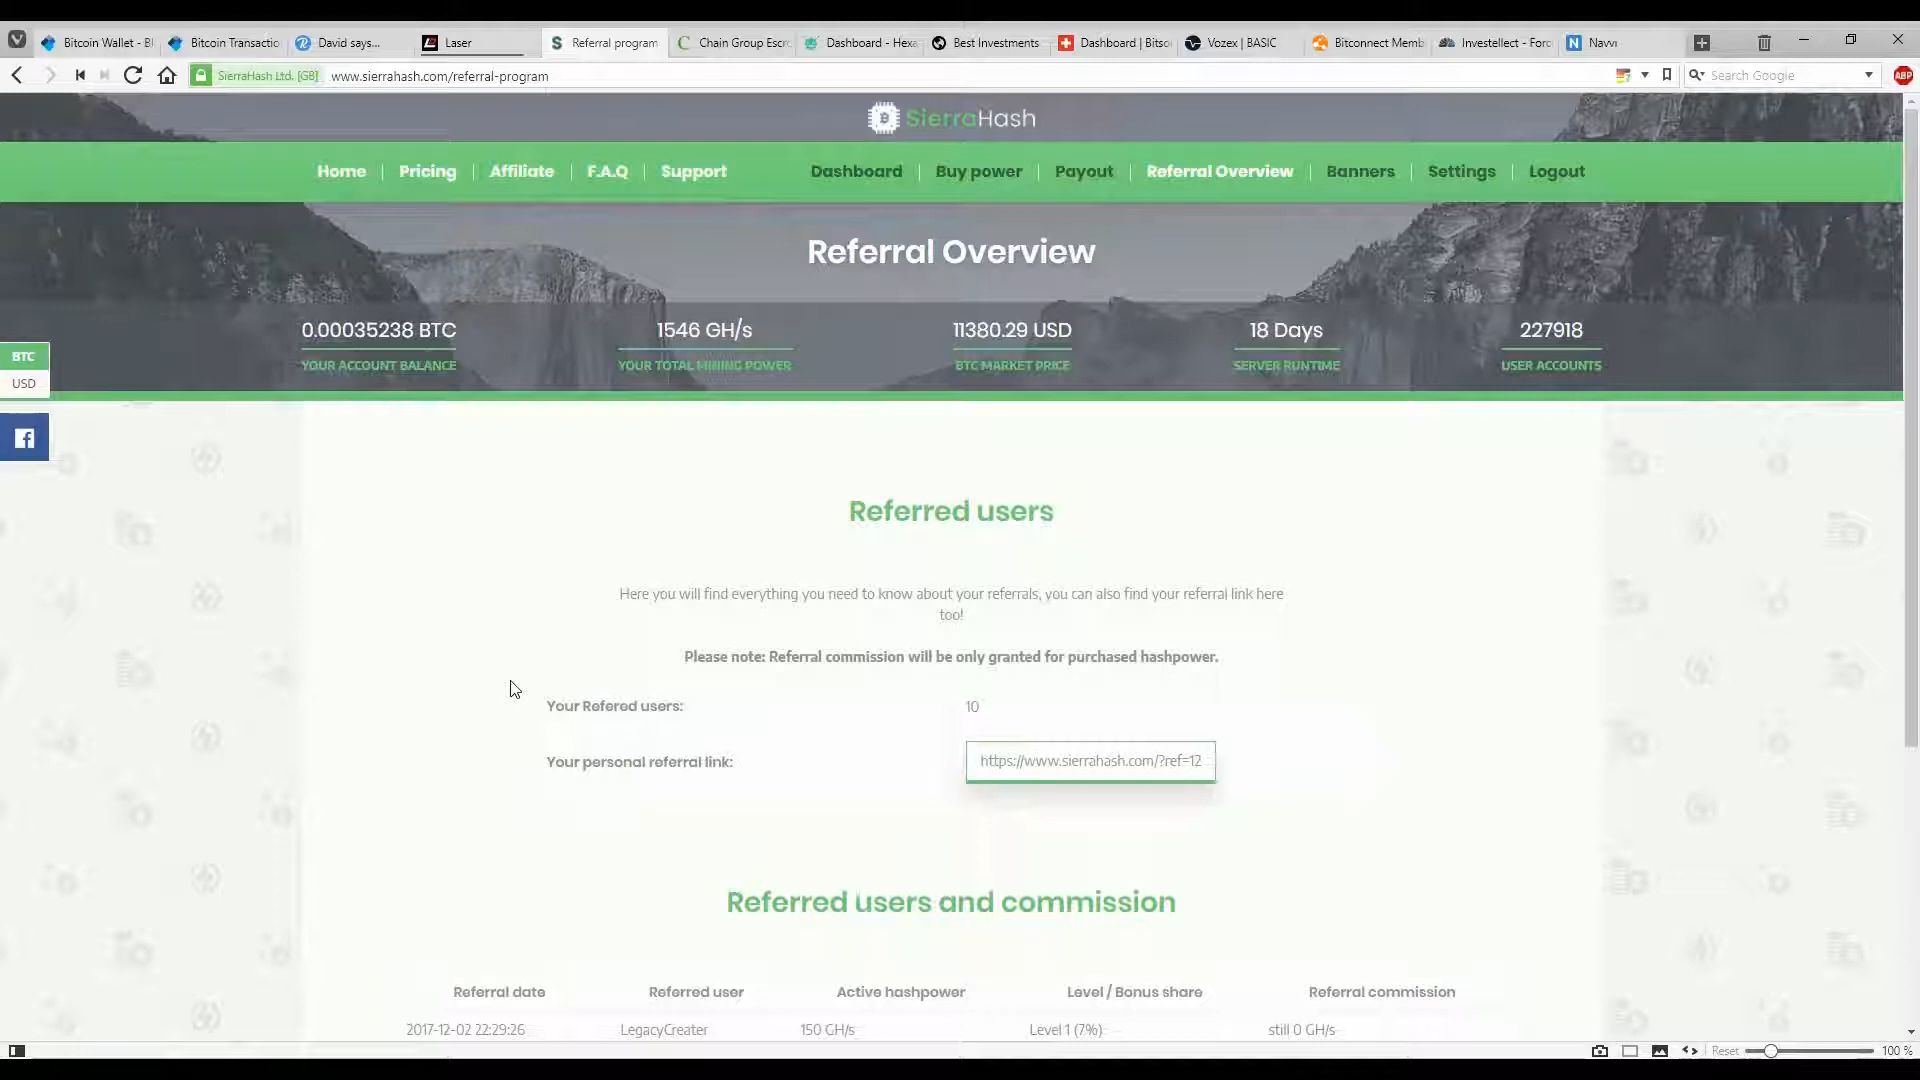 Bitcoin Wallet - Bl
Bitcoin Transactio
David says...
Laser
Referral program
Chain Group Escr
Dashboard - Hexa
Best Investments
Dashboard | Bitso
Vozex | BASIC
Bitconnect Memb
Investellect - Forc
Navvi
SierraHash Ltd. [GB]
www.sierrahash.com/referral-program
Search Google
ABP
SierraHash
Home
Pricing
Affiliate
F.A.Q
Support
Dashboard
Buy power
Payout
Referral Overview
Banners
Settings
Logout
Referral Overview
0.00035238 BTC
1546 GH/s
11380.29 USD
18 Days
227918
YOUR ACCOUNT BALANCE
YOUR TOTAL MINING POWER
BTC MARKET PRICE
SERVER RUNTIME
USER ACCOUNTS
BTC
USD
Referred users
Here you will find everything you need to know about your referrals, you can also find your referral link here
too!
Please note: Referral commission will be only granted for purchased hashpower.
Your Refered users:
10
Your personal referral link:
https://www.sierrahash.com/?ref=12
Referred users and commission
Referral date
Referred user
Active hashpower
Level / Bonus share
Referral commission
2017-12-02 22:29:26
LegacyCreater
150 GH/s
Level 1 (7%)
still 0 GH/s
Reset
100 %